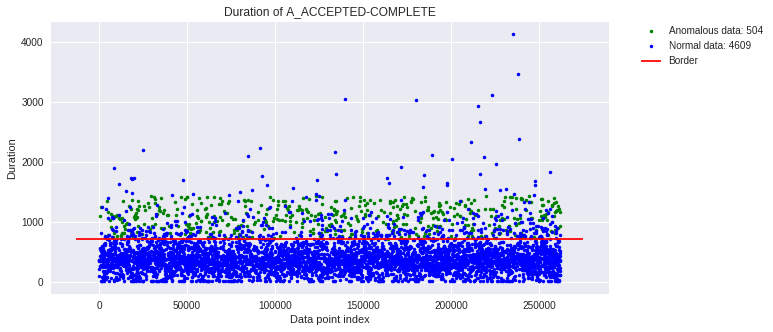 Duration of A_ACCEPTED-COMPLETE
Anomalous data: 504
Normal data: 4609
Border
4000
3000
2000
1000
0
Duration
0 50000 100000 150000 200000 250000
Data point index